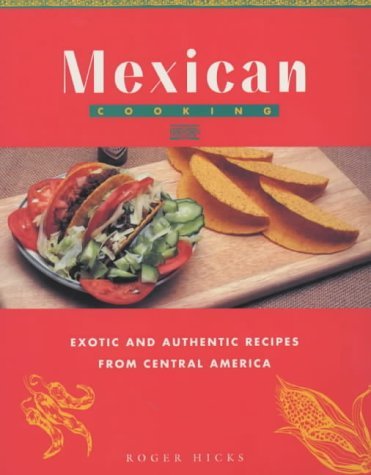 Mexican
COOKING
EXOTIC AND AUTHENTIC RECIPES
FROM CENTRAL AMERICA
ROGER HICKS